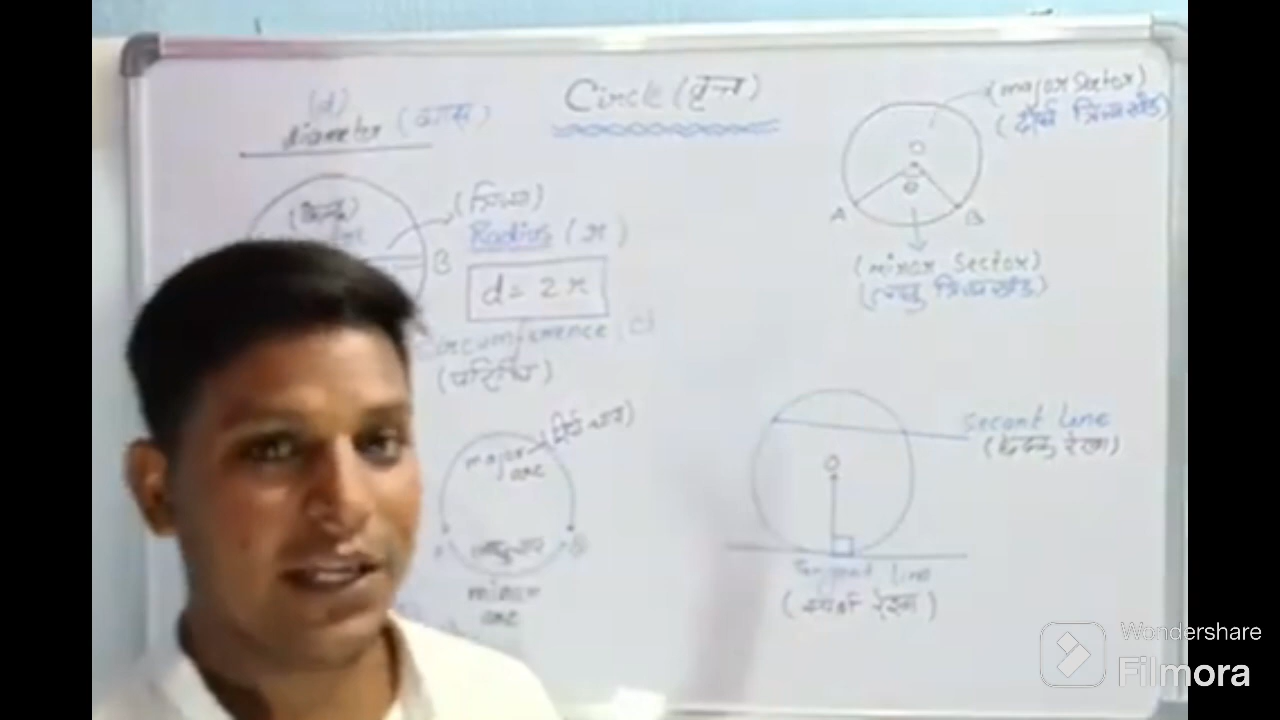 Circle (वृत्त)
(d)
diameter (व्यास)
(त्रिज्या)
Radius (r)
B
d = 2r
Circumference
(परिधि)
major
arc
लघु चाप
minor
arc
(major Sector)
(दीर्घ त्रिज्यखंड)
O
θ
A
B
(minor Sector)
(लघु त्रिज्यखंड)
Secant Line
(छेदक रेखा)
O
Tangent Line
(स्पर्श रेखा)
Wondershare
Filmora